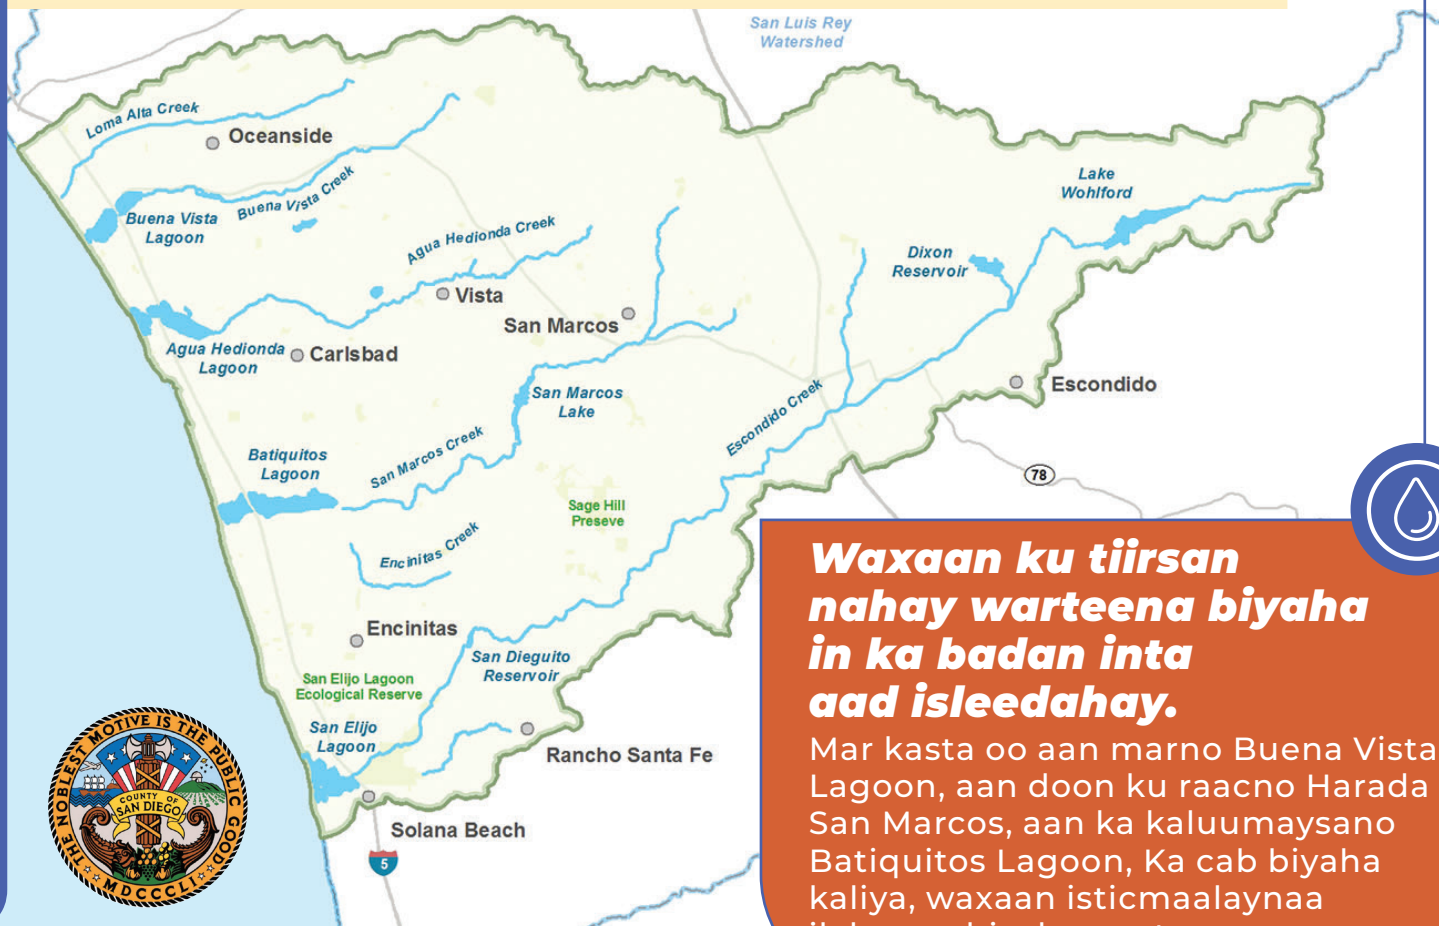 San Luis Rey
Watershed
Loma Alta Creek
Oceanside
Lake
Wohlford
Buena Vista Creek
Buena Vista
Lagoon
Agua Hedionda Creek
Dixon
Reservoir
Vista
San Marcos
Agua Hedionda
Lagoon
Carlsbad
San Marcos
Lake
Escondido
Escondido Creek
San Marcos Creek
Batiquitos
Lagoon
78
Sage Hill
Preseve
Encinitas Creek
Encinitas
San Dieguito
Reservoir
San Elijo Lagoon
Ecological Reserve
San Elijo
Lagoon
Rancho Santa Fe
Solana Beach
5
THE NOBLEST MOTIVE IS THE PUBLIC GOOD
COUNTY OF
SAN DIEGO
MDCCCLI
Waxaan ku tiirsan
nahay warteena biyaha
in ka badan inta
aad isleedahay.
Mar kasta oo aan marno Buena Vista
Lagoon, aan doon ku raacno Harada
San Marcos, aan ka kaluumaysano
Batiquitos Lagoon, Ka cab biyaha
kaliya, waxaan isticmaalaynaa